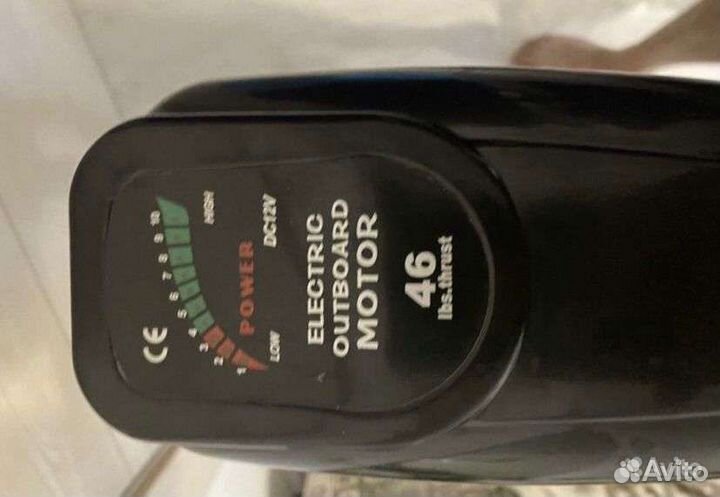 CE
1 2 3 4 5 6 7 8 9 10
LOW POWER HIGH
DC12V
ELECTRIC
OUTBOARD
MOTOR
46
lbs.thrust
Avito